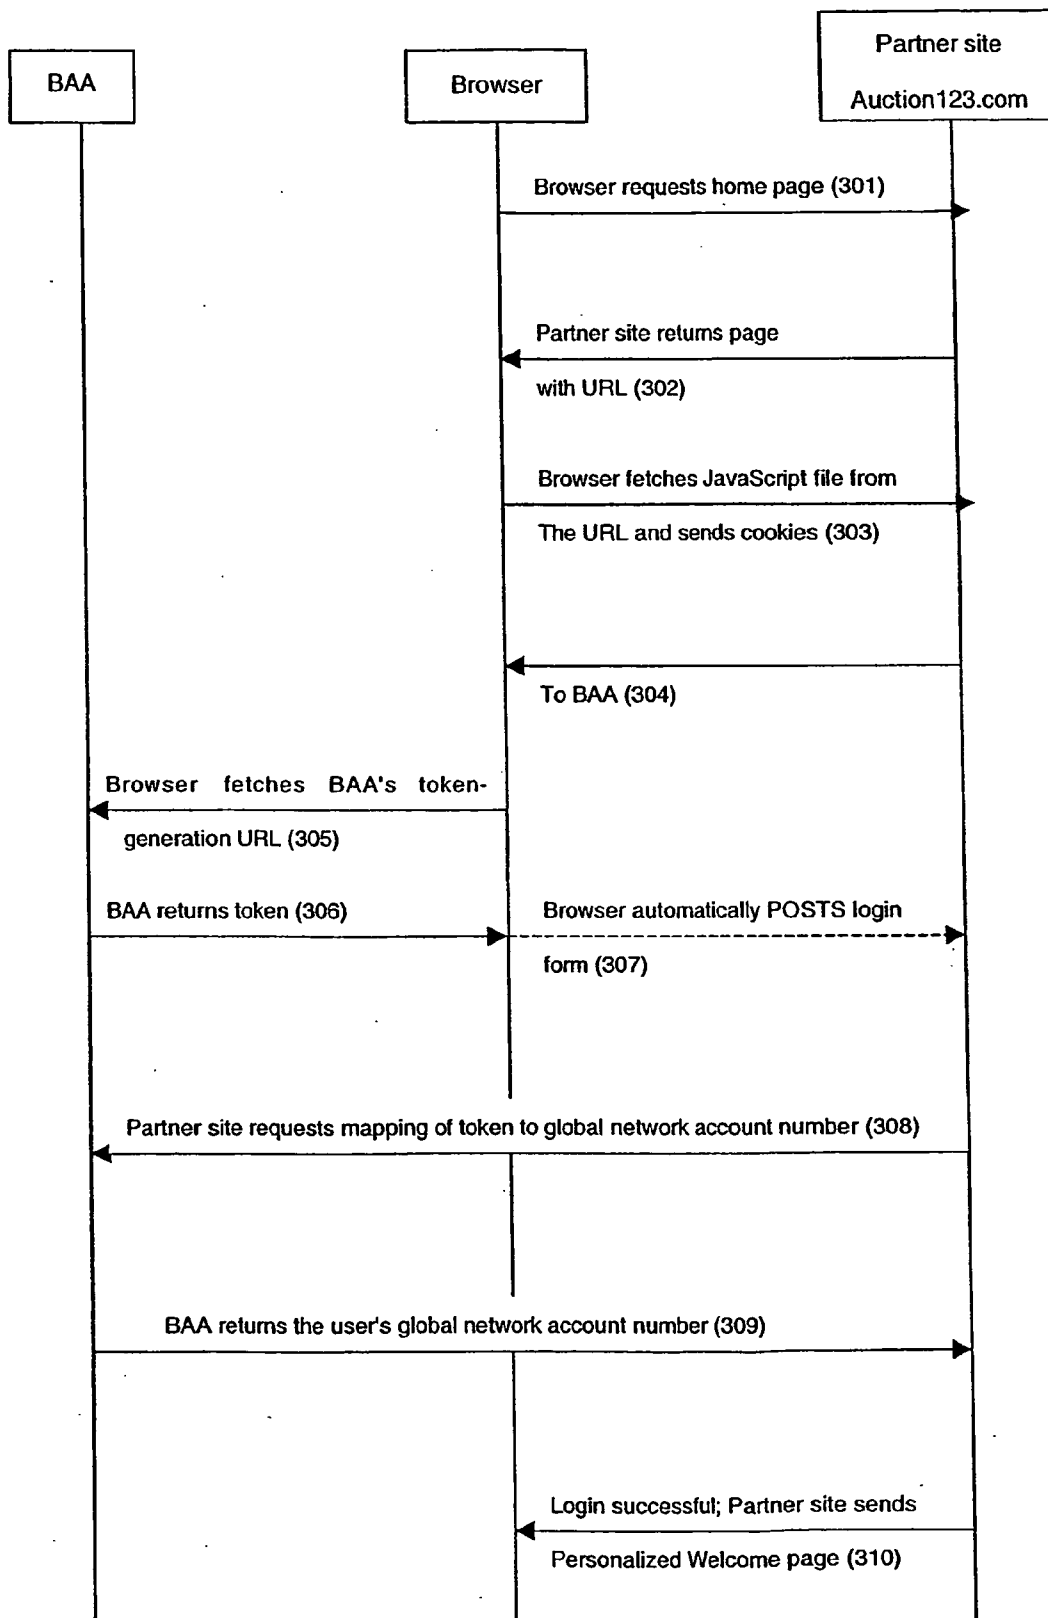 BAA
Browser
Partner site
Auction123.com
Browser requests home page (301)
Partner site returns page
with URL (302)
Browser fetches JavaScript file from
The URL and sends cookies (303)
To BAA (304)
Browser fetches BAA's token-
generation URL (305)
BAA returns token (306)
Browser automatically POSTS login
form (307)
Partner site requests mapping of token to global network account number (308)
BAA returns the user's global network account number (309)
Login successful; Partner site sends
Personalized Welcome page (310)